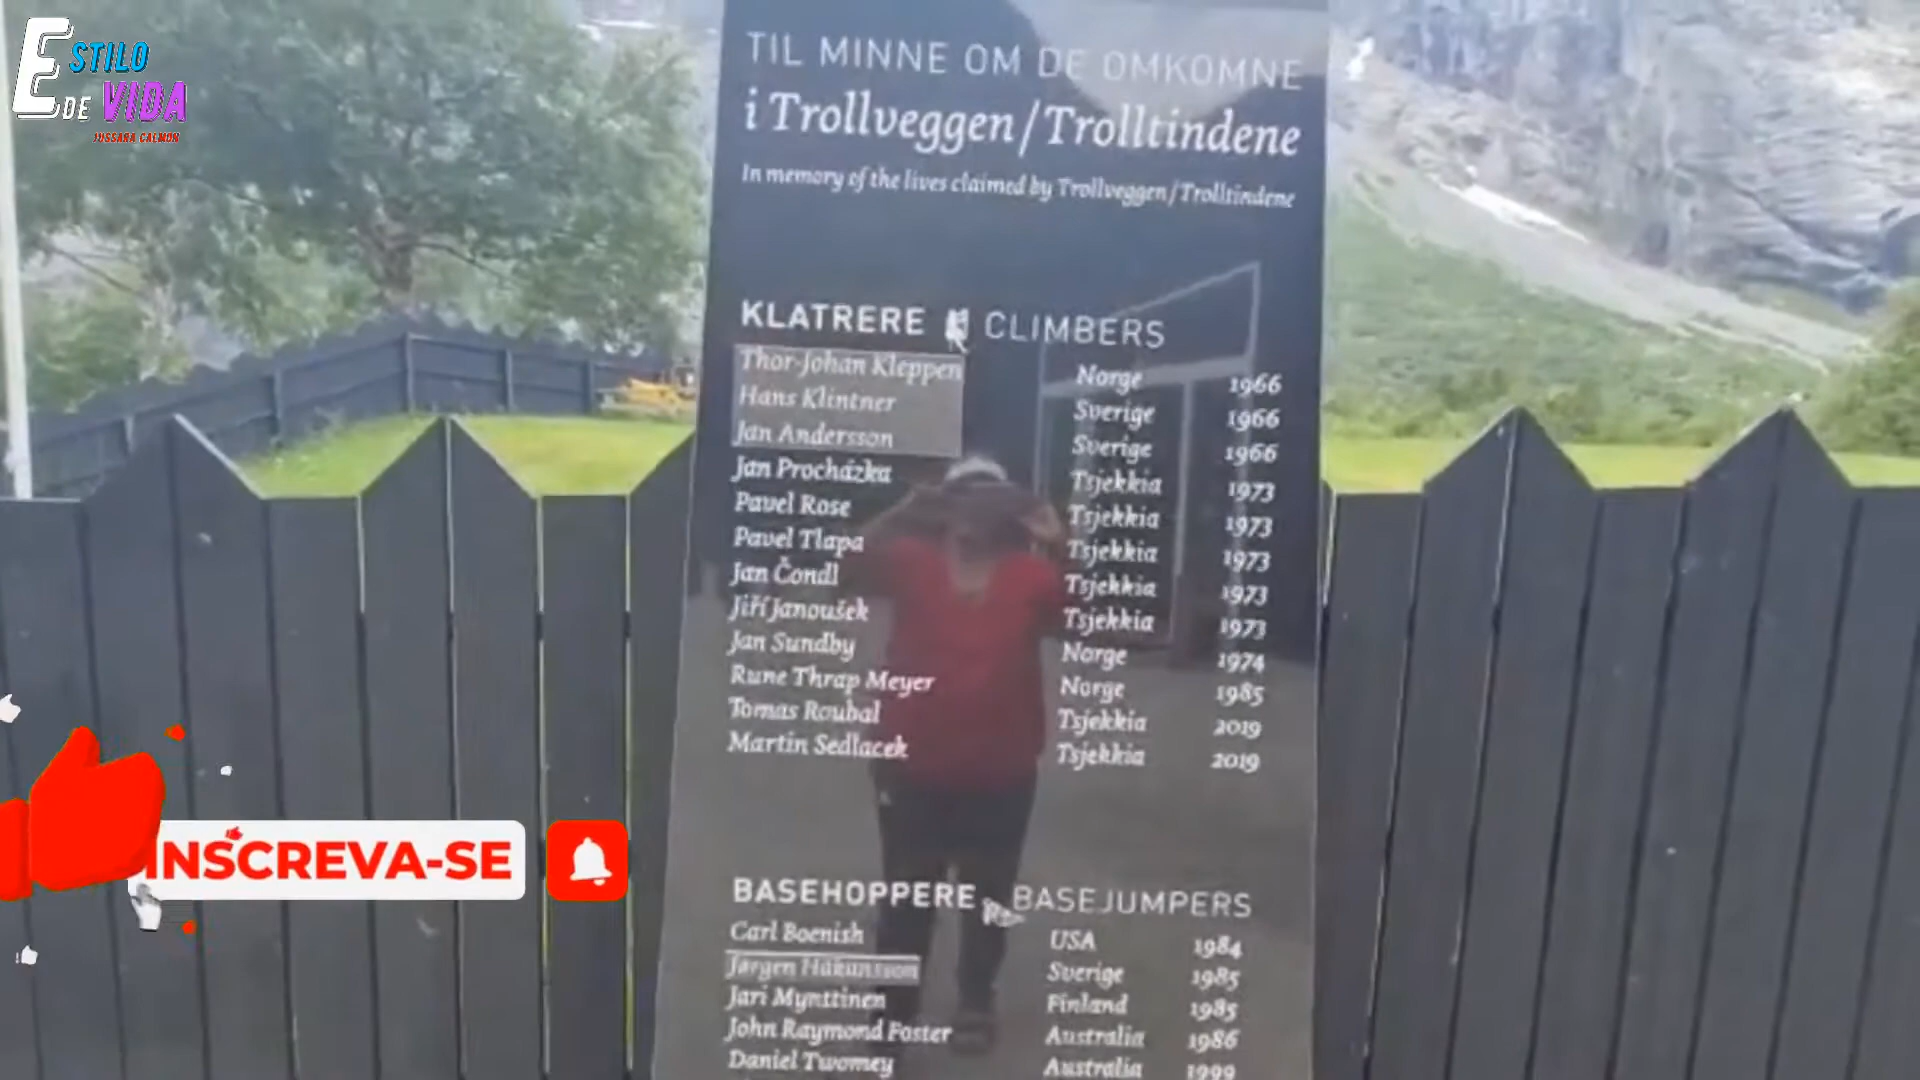 ESTILO
DE VIDA
JUSSARA CALMON
TIL MINNE OM DE OMKOMNE
i Trollveggen/Trolltindene
In memory of the lives claimed by Trollveggen/Trolltindene
KLATRERE CLIMBERS
Thor-Johan Kleppen Norge 1966
Hans Klintner Sverige 1966
Jan Andersson Sverige 1966
Jan Procházka Tsjekkia 1973
Pavel Rose Tsjekkia 1973
Pavel Tlapa Tsjekkia 1973
Jan Čondl Tsjekkia 1973
Jiří Janoušek Tsjekkia 1973
Jan Sundby Norge 1974
Rune Thrap Meyer Norge 1985
Tomas Roubal Tsjekkia 2019
Martin Sedlacek Tsjekkia 2019
INSCREVA-SE
BASEHOPPERE BASEJUMPERS
Carl Boenish USA 1984
Jørgen Håkansson Sverige 1985
Jari Mynttinen Finland 1985
John Raymond Foster Australia 1986
Daniel Twomey Australia 1999